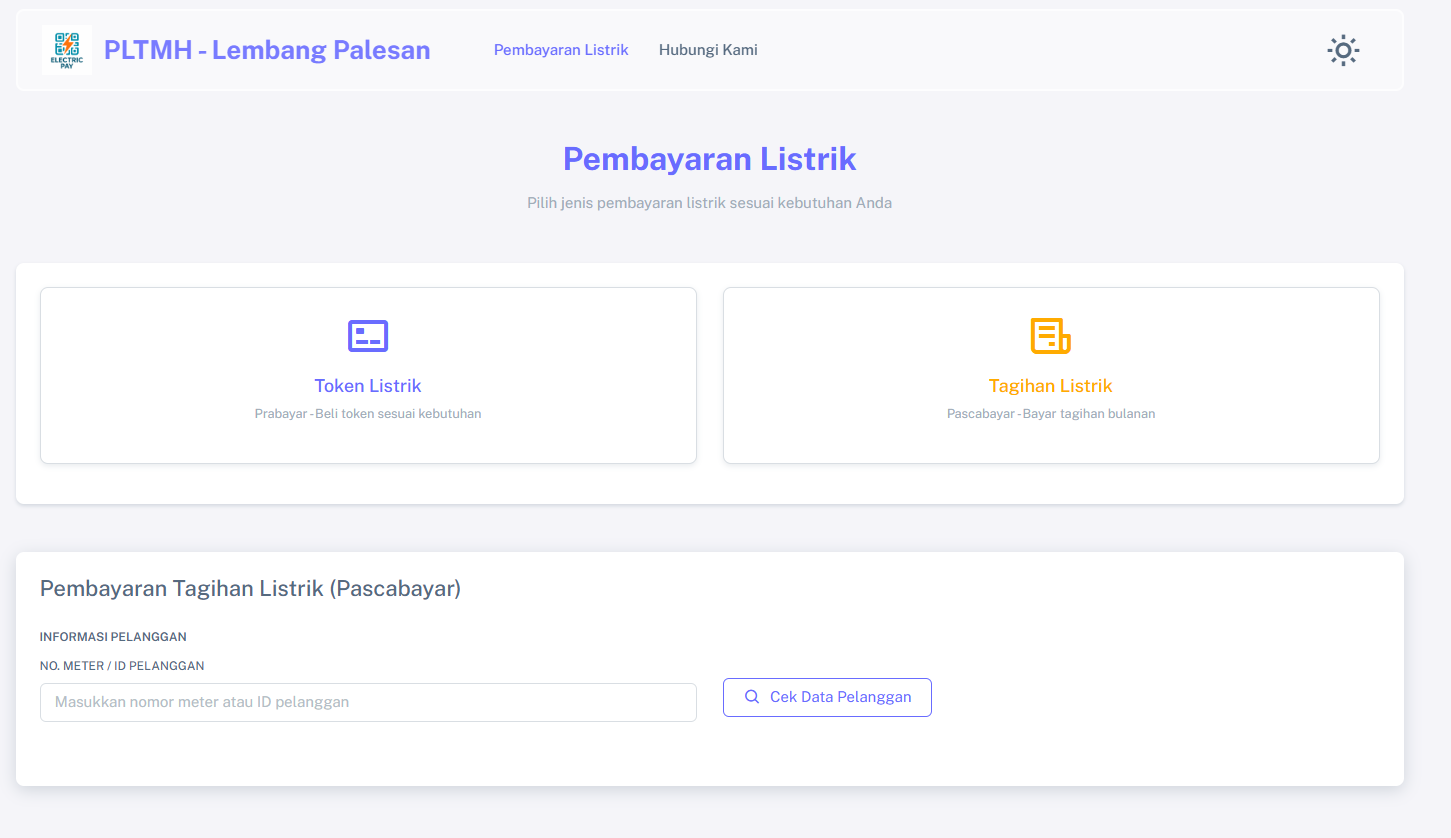 ELECTRIC
PAY
PLTMH - Lembang Palesan
Pembayaran Listrik
Hubungi Kami
Pembayaran Listrik
Pilih jenis pembayaran listrik sesuai kebutuhan Anda
Token Listrik
Prabayar - Beli token sesuai kebutuhan
Tagihan Listrik
Pascabayar - Bayar tagihan bulanan
Pembayaran Tagihan Listrik (Pascabayar)
INFORMASI PELANGGAN
NO. METER / ID PELANGGAN
Masukkan nomor meter atau ID pelanggan
Cek Data Pelanggan